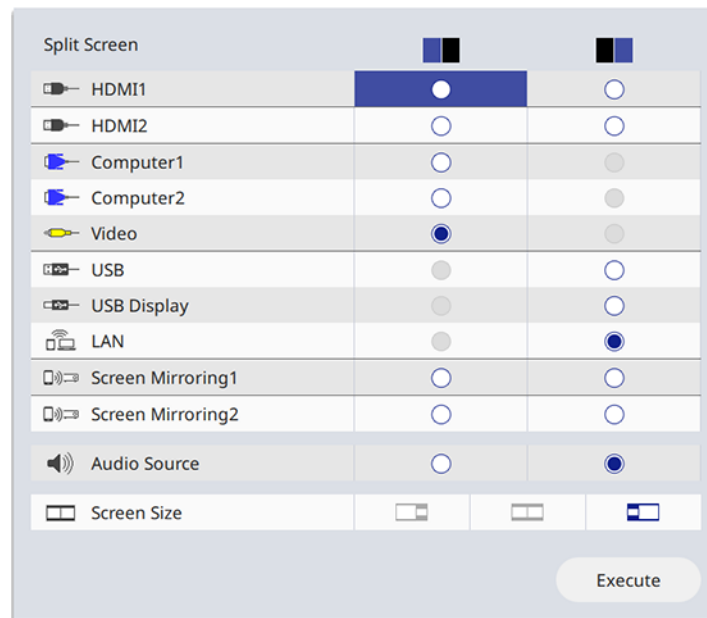 Split Screen
HDMI1
HDMI2
Computer1
Computer2
Video
USB
USB Display
LAN
Screen Mirroring1
Screen Mirroring2
Audio Source
Screen Size
Execute